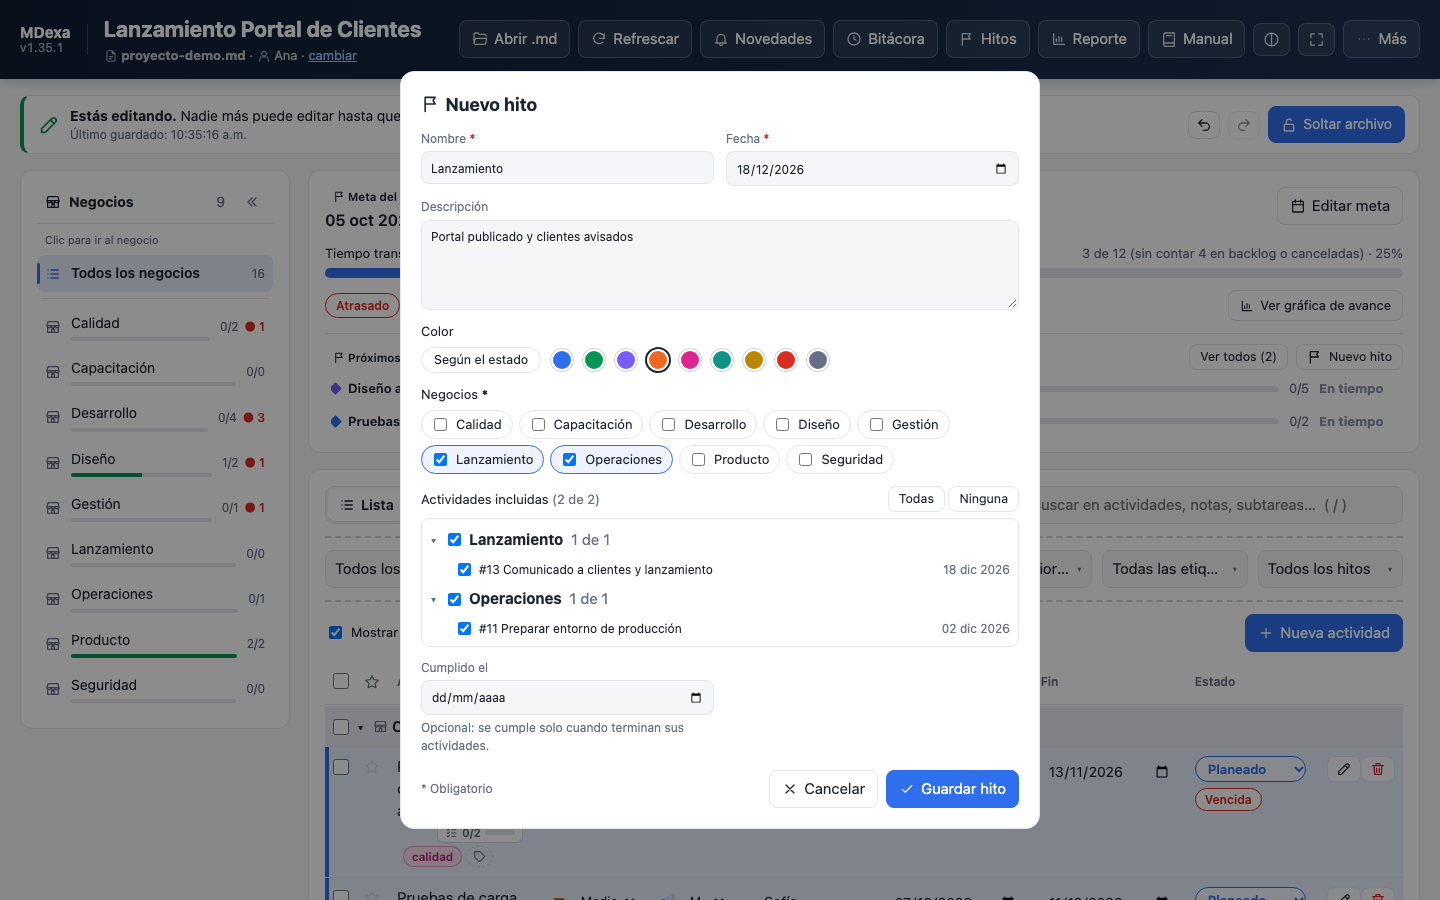 MDexa
v1.35.1
Lanzamiento Portal de Clientes
proyecto-demo.md · Ana · cambiar
Abrir .md
Refrescar
Novedades
Bitácora
Hitos
Reporte
Manual
··· Más
Estás editando. Nadie más puede editar hasta que
Último guardado: 10:35:16 a.m.
Soltar archivo
Negocios 9
Clic para ir al negocio
Todos los negocios 16
Calidad 0/2 1
Capacitación 0/0
Desarrollo 0/4 3
Diseño 1/2 1
Gestión 0/1 1
Lanzamiento 0/0
Operaciones 0/1
Producto 2/2
Seguridad 0/0
Meta del
05 oct 20
Editar meta
Tiempo tran
3 de 12 (sin contar 4 en backlog o canceladas) · 25%
Atrasado
Ver gráfica de avance
Próximos
Ver todos (2)
Nuevo hito
Diseño a
0/5 En tiempo
Pruebas
0/2 En tiempo
Lista
uscar en actividades, notas, subtareas... ( / )
Todos los
ior...
Todas las etiq...
Todos los hitos
Mostrar
+ Nueva actividad
Fin
Estado
13/11/2026
Planeado
Vencida
0/2
calidad
Pruebas de carga
Planeado
Nuevo hito
Nombre *
Fecha *
Lanzamiento
18/12/2026
Descripción
Portal publicado y clientes avisados
Color
Según el estado
Negocios *
Calidad
Capacitación
Desarrollo
Diseño
Gestión
Lanzamiento
Operaciones
Producto
Seguridad
Actividades incluidas (2 de 2)
Todas
Ninguna
Lanzamiento 1 de 1
#13 Comunicado a clientes y lanzamiento 18 dic 2026
Operaciones 1 de 1
#11 Preparar entorno de producción 02 dic 2026
Cumplido el
dd/mm/aaaa
Opcional: se cumple solo cuando terminan sus
actividades.
* Obligatorio
Cancelar
Guardar hito